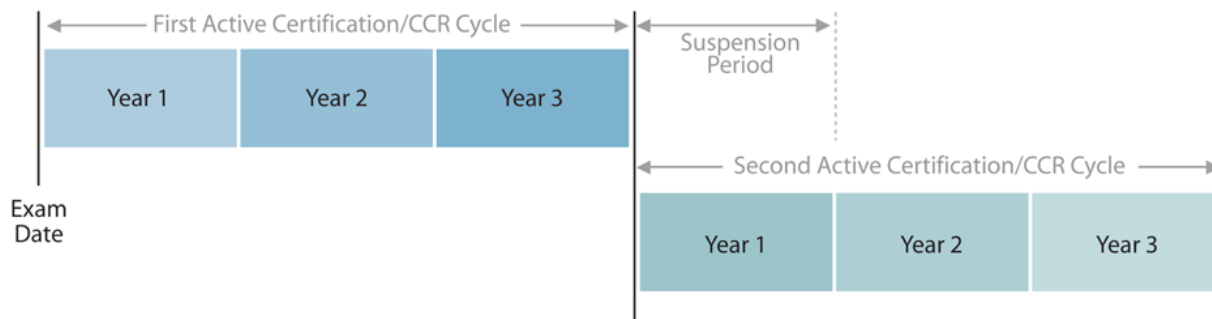 First Active Certification/CCR Cycle
Suspension
Period
Year 1
Year 2
Year 3
Second Active Certification/CCR Cycle
Exam
Date
Year 1
Year 2
Year 3